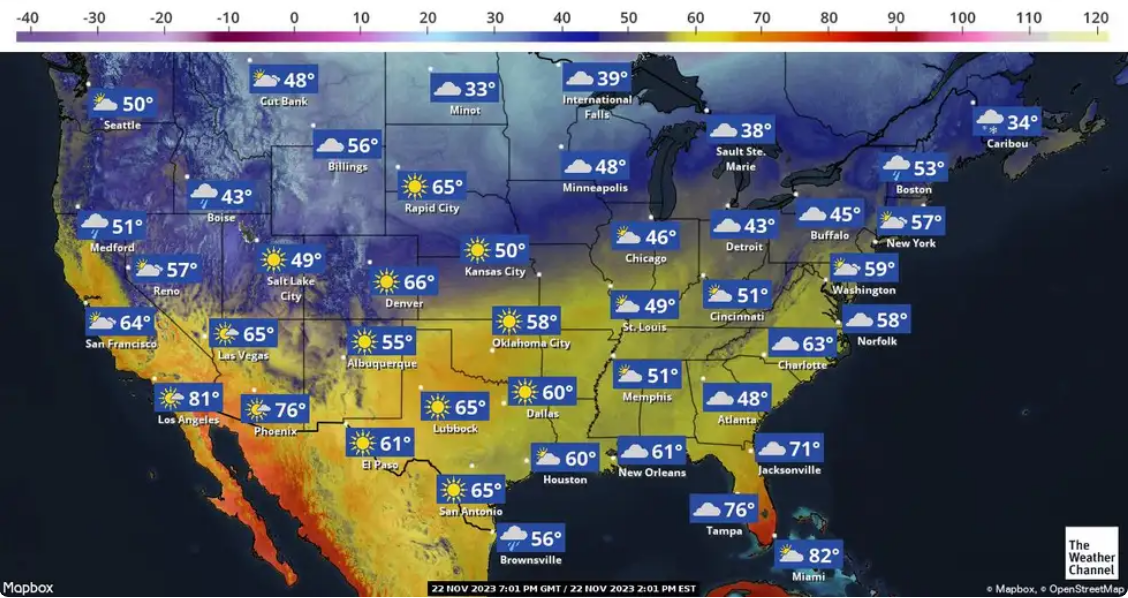 -40 -30 -20 -10 0 10 20 30 40 50 60 70 80 90 100 110 120
48°
Cut Bank
33°
Minot
39°
International
Falls
50°
Seattle
38°
Sault Ste.
Marie
34°
Caribou
56°
Billings
48°
Minneapolis
53°
Boston
65°
Rapid City
43°
Boise
51°
Medford
46°
Chicago
43°
Detroit
45°
Buffalo
57°
New York
57°
Reno
49°
Salt Lake
City
66°
Denver
50°
Kansas City
59°
Washington
64°
San Francisco
65°
Las Vegas
55°
Albuquerque
58°
Oklahoma City
49°
St. Louis
51°
Cincinnati
58°
Norfolk
63°
Charlotte
81°
Los Angeles
76°
Phoenix
65°
Lubbock
60°
Dallas
51°
Memphis
48°
Atlanta
61°
El Paso
60°
Houston
61°
New Orleans
71°
Jacksonville
65°
San Antonio
76°
Tampa
56°
Brownsville
82°
Miami
The
Weather
Channel
Mapbox
22 NOV 2023 7:01 PM GMT / 22 NOV 2023 2:01 PM EST
© Mapbox, © OpenStreetMap